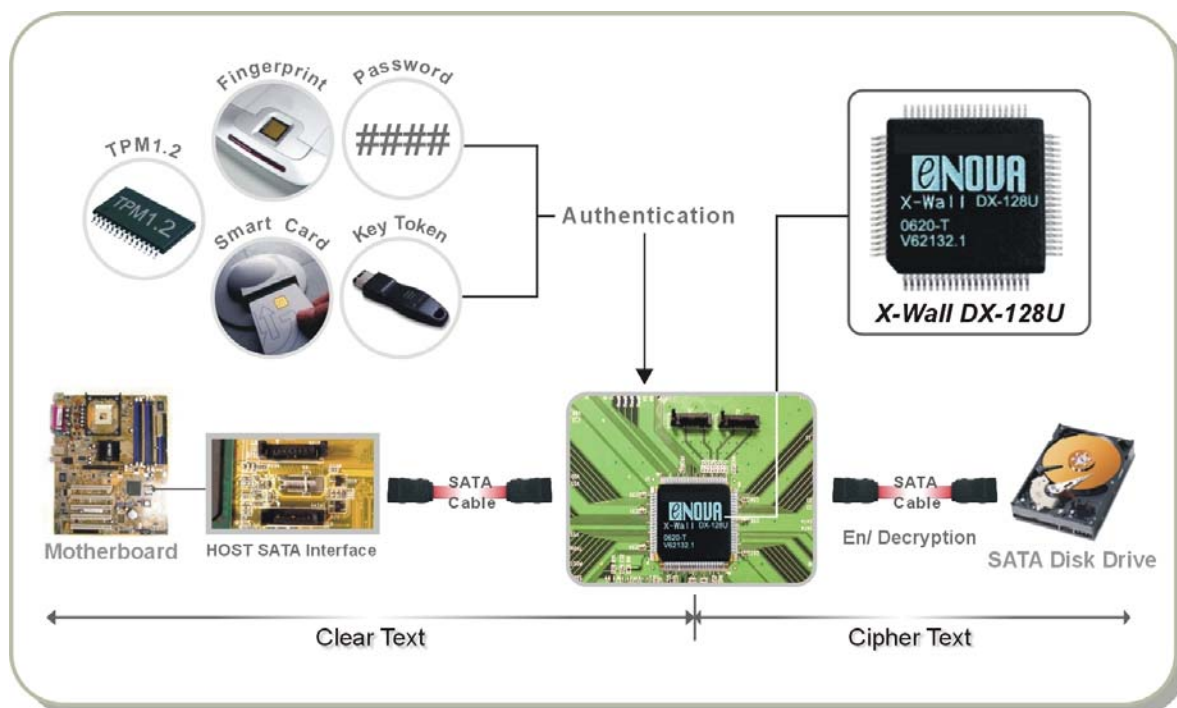 Fingerprint
Password
####
TPM1.2
TPM1.2
Smart Card
Key Token
Authentication
eNOVA
X-Wall DX-128U
0620-T
V62132.1
X-Wall DX-128U
SATA
Cable
eNOVA
X-Wall DX-128U
0620-T
V62132.1
SATA
Cable
Motherboard
HOST SATA Interface
En/ Decryption
SATA Disk Drive
Clear Text
Cipher Text